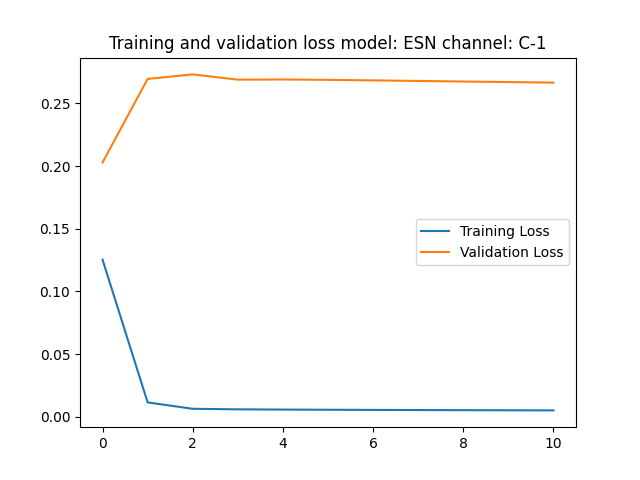 Training and validation loss model: ESN channel: C-1
0.25
0.20
0.15
0.10
0.05
0.00
Training Loss
Validation Loss
0 2 4 6 8 10